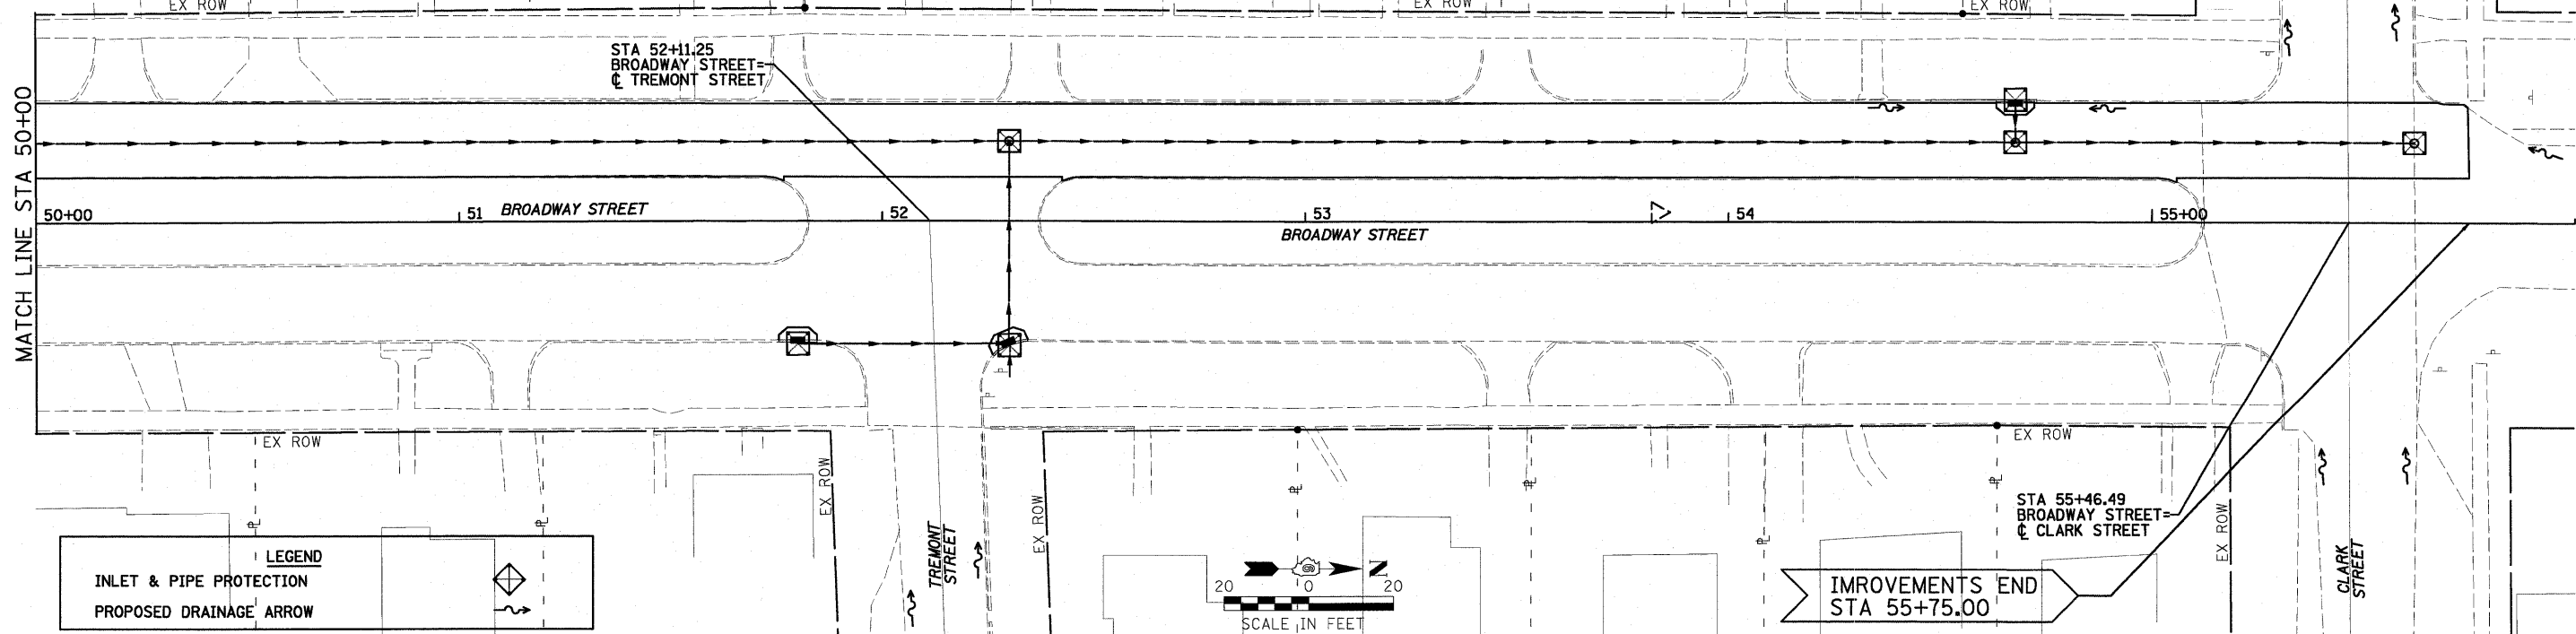 EX ROW
EX ROW
EX ROW
STA 52+11.25
BROADWAY STREET=
℄ TREMONT STREET
MATCH LINE STA 50+00
50+00
51
BROADWAY STREET
52
53
BROADWAY STREET
54
55+00
EX ROW
EX ROW
EX ROW
EX ROW
EX ROW
TREMONT
STREET
CLARK
STREET
STA 55+46.49
BROADWAY STREET=
℄ CLARK STREET
LEGEND
INLET & PIPE PROTECTION
PROPOSED DRAINAGE ARROW
N
20 0 20
SCALE IN FEET
IMROVEMENTS END
STA 55+75.00